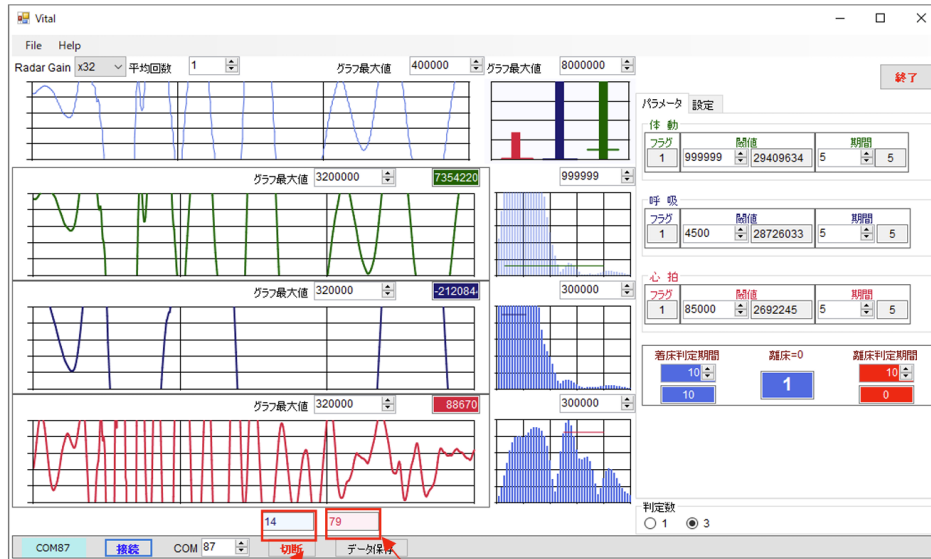 Vital
File Help
Radar Gain x32 平均回数 1 グラフ最大値 400000 グラフ最大値 8000000
終了
パラメータ 設定
体 動
フラグ 閾値 期間
1 999999 29409634 5 5
グラフ最大値 3200000 7354220 999999
呼 吸
フラグ 閾値 期間
1 4500 28726033 5 5
グラフ最大値 320000 -212084 300000
心 拍
フラグ 閾値 期間
1 85000 2692245 5 5
着床判定期間 離床=0 離床判定期間
10 1 10
10 0
グラフ最大値 320000 88670 300000
判定数
1 3
14 79
COM87 接続 COM 87 切断 データ保存